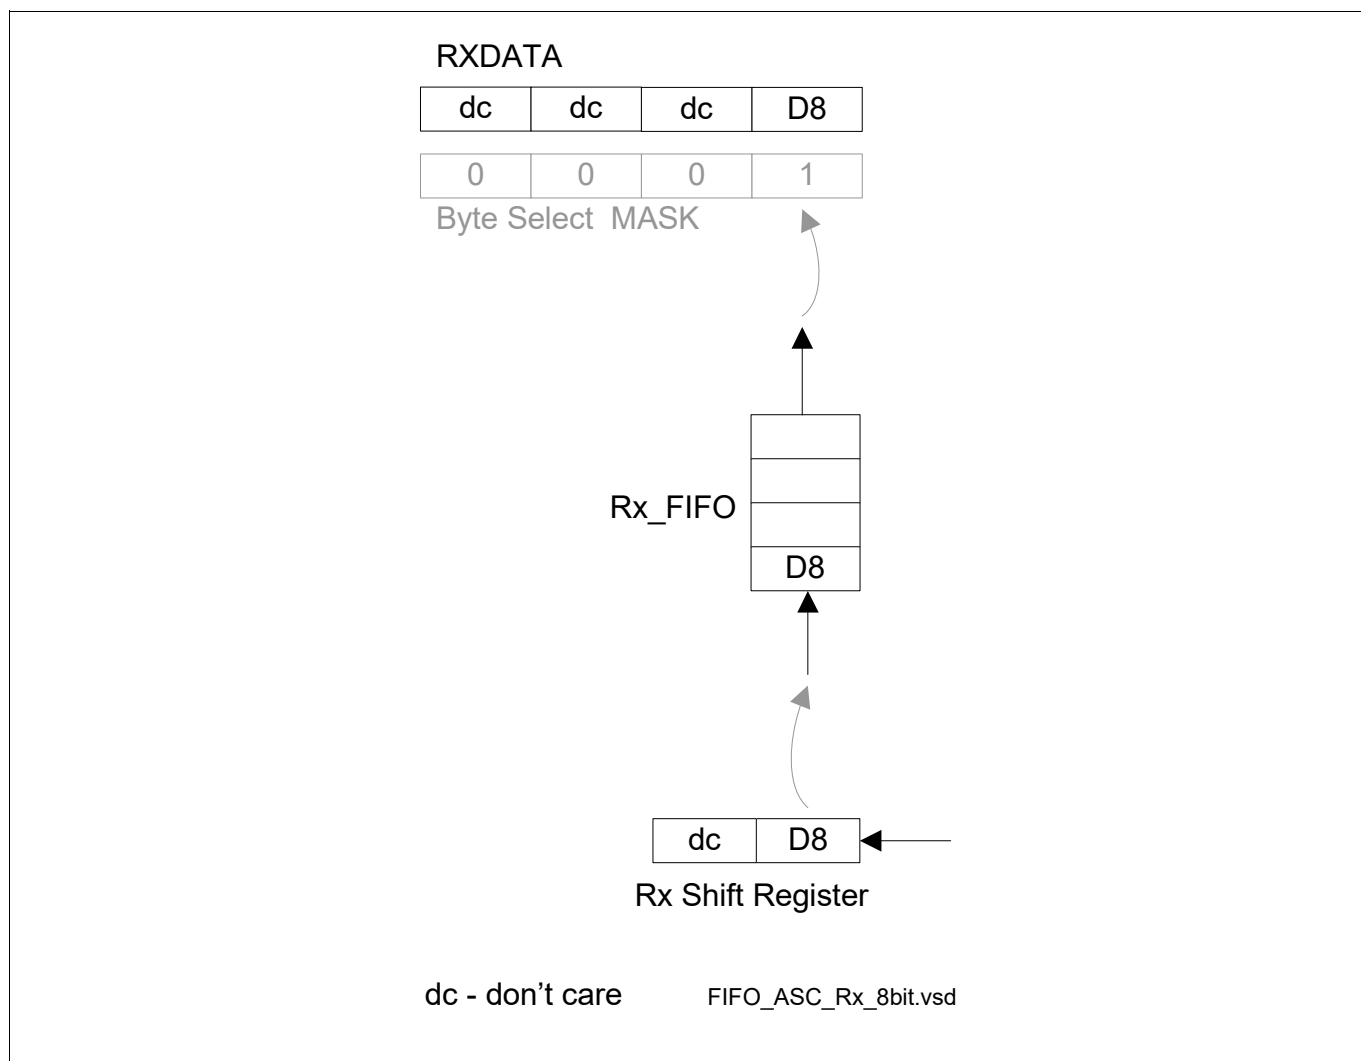 RXDATA
dc dc dc D8
0 0 0 1
Byte Select MASK
Rx_FIFO
D8
dc D8
Rx Shift Register
dc - don't care FIFO_ASC_Rx_8bit.vsd